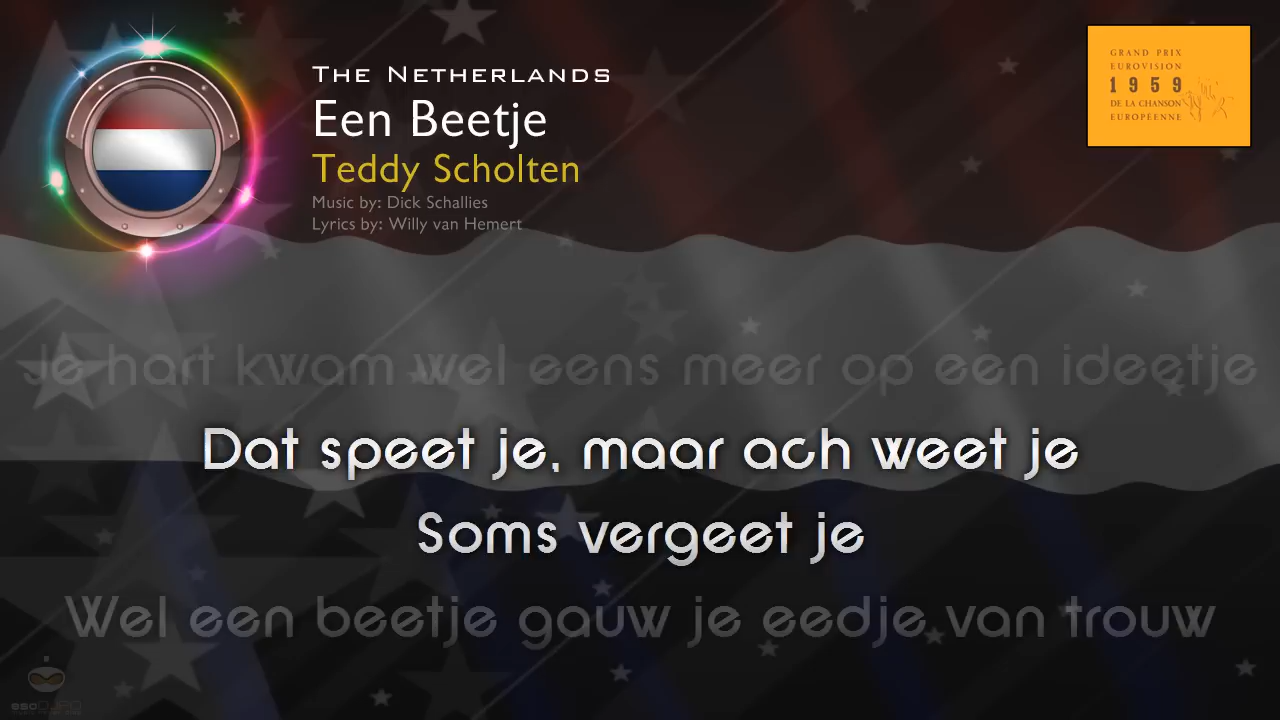 THE NETHERLANDS
Een Beetje
Teddy Scholten
Music by: Dick Schallies
Lyrics by: Willy van Hemert
GRAND PRIX
EUROVISION
1959
DE LA CHANSON
EUROPÉENNE
Je hart kwam wel eens meer op een ideetje
Dat speet je, maar ach weet je
Soms vergeet je
Wel een beetje gauw je eedje van trouw